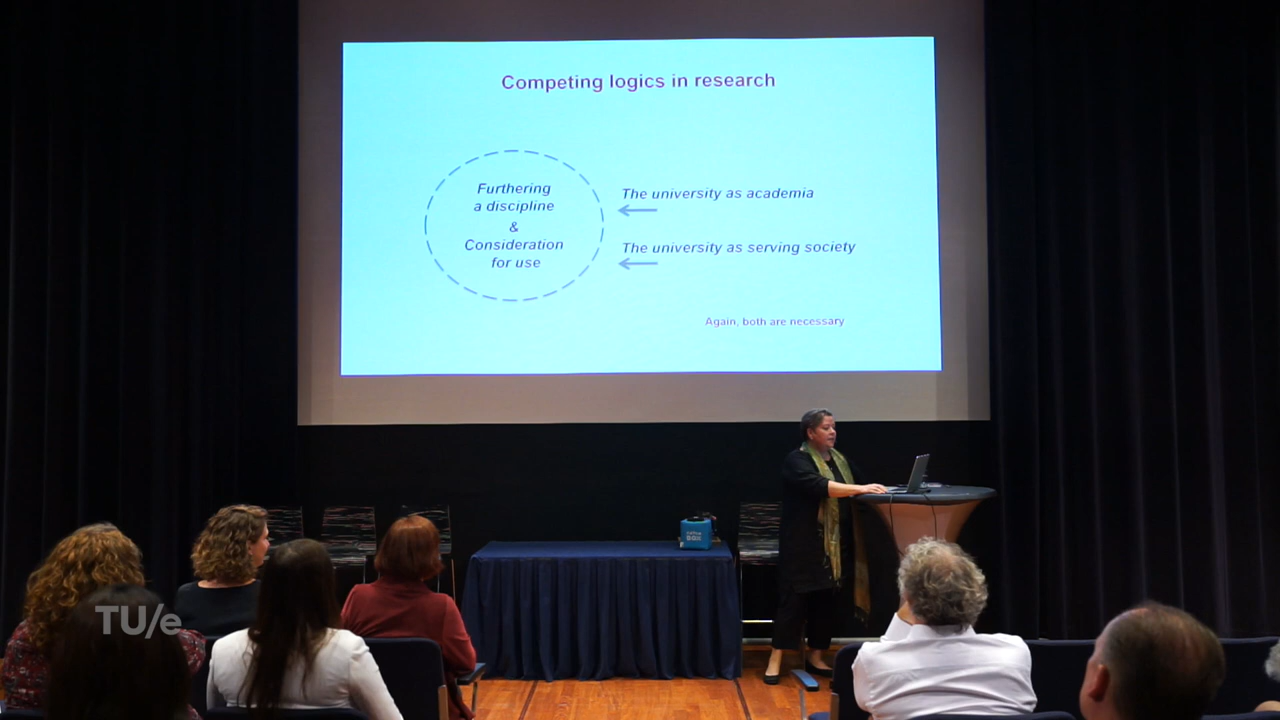 Competing logics in research
Furthering
a discipline
&
Consideration
for use
The university as academia
The university as serving society
Again, both are necessary
TU/e